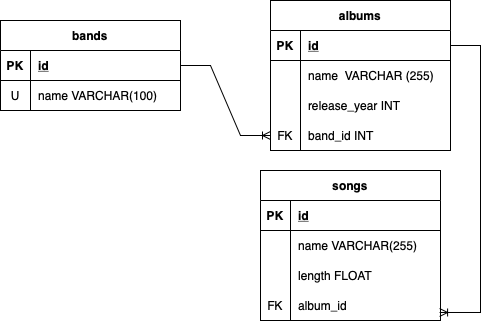 bands
PK id
U name VARCHAR(100)
albums
PK id
name VARCHAR (255)
release_year INT
FK band_id INT
songs
PK id
name VARCHAR(255)
length FLOAT
FK album_id